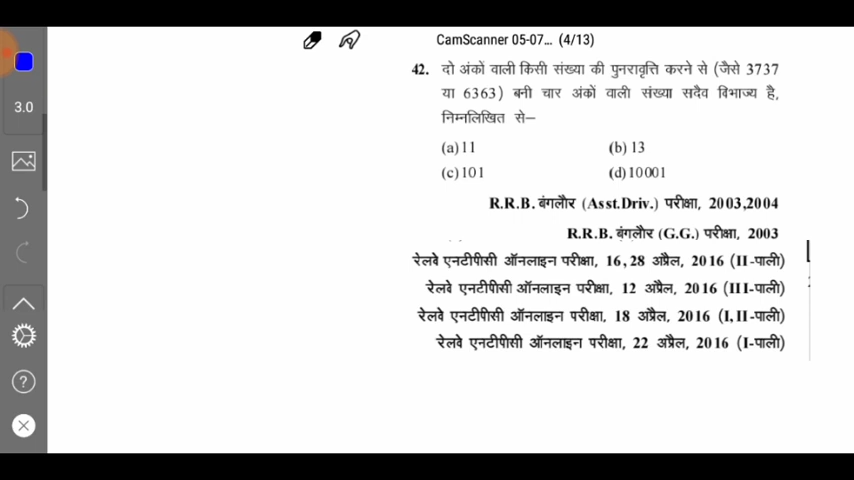 CamScanner 05-07... (4/13)
3.0
42. दो अंकों वाली किसी संख्या की पुनरावृत्ति करने से (जैसे 3737
या 6363) बनी चार अंकों वाली संख्या सदैव विभाज्य है,
निम्नलिखित से–
(a) 11 (b) 13
(c) 101 (d) 10001
R.R.B. बंगलौर (Asst.Driv.) परीक्षा, 2003,2004
R.R.B. बंगलौर (G.G.) परीक्षा, 2003
रेलवे एनटीपीसी ऑनलाइन परीक्षा, 16,28 अप्रैल, 2016 (II-पाली)
रेलवे एनटीपीसी ऑनलाइन परीक्षा, 12 अप्रैल, 2016 (III-पाली)
रेलवे एनटीपीसी ऑनलाइन परीक्षा, 18 अप्रैल, 2016 (I,II-पाली)
रेलवे एनटीपीसी ऑनलाइन परीक्षा, 22 अप्रैल, 2016 (I-पाली)